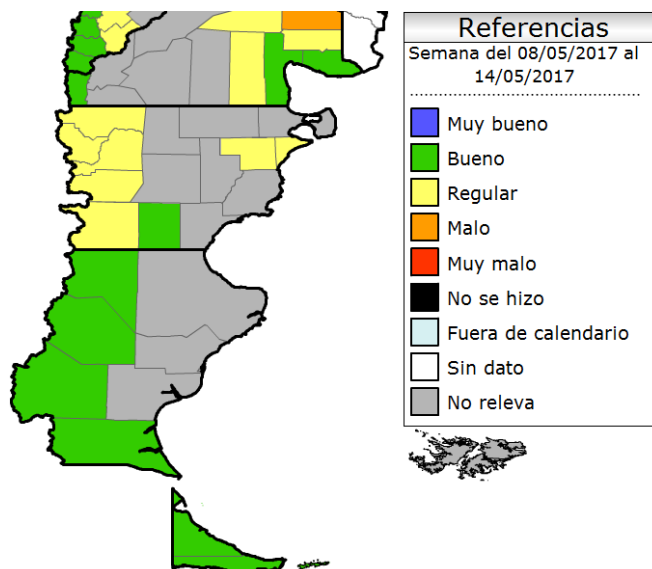 Referencias
Semana del 08/05/2017 al
14/05/2017
Muy bueno
Bueno
Regular
Malo
Muy malo
No se hizo
Fuera de calendario
Sin dato
No releva